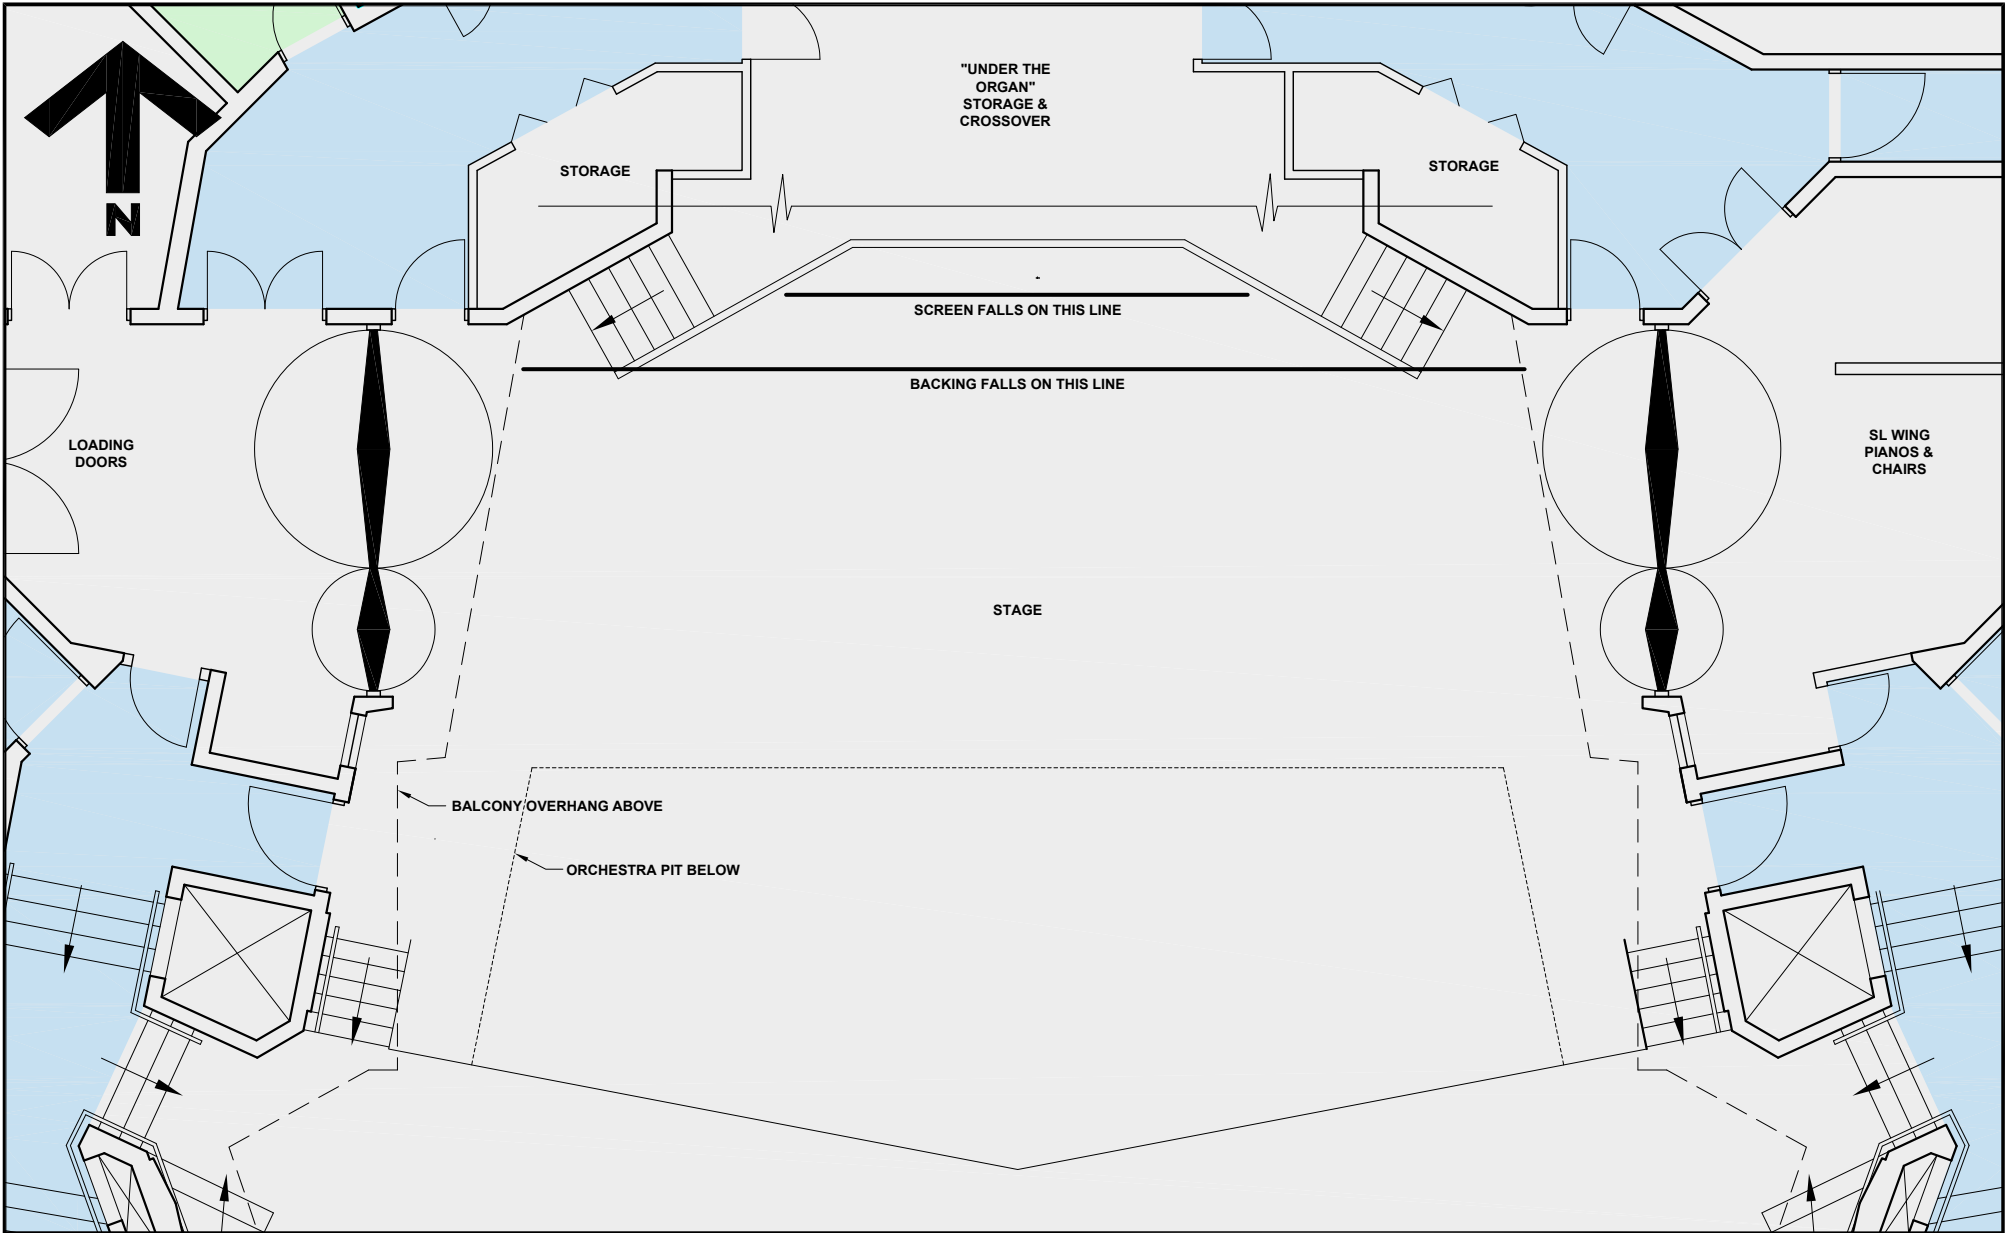 "UNDER THE
ORGAN"
STORAGE &
CROSSOVER
STORAGE
STORAGE
N
SCREEN FALLS ON THIS LINE
BACKING FALLS ON THIS LINE
LOADING
DOORS
SL WING
PIANOS &
CHAIRS
STAGE
BALCONY OVERHANG ABOVE
ORCHESTRA PIT BELOW